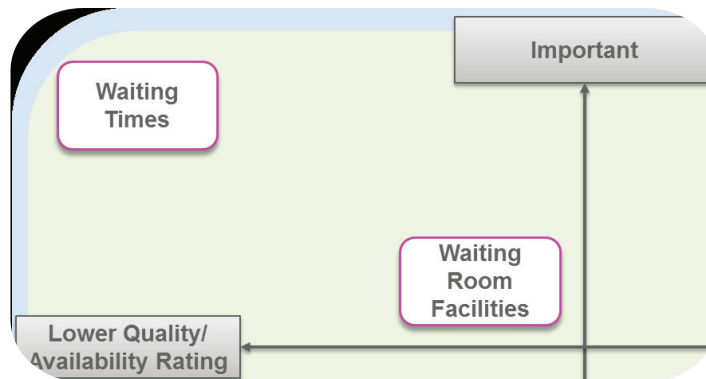 Important
Waiting
Times
Waiting
Room
Facilities
Lower Quality/
Availability Rating